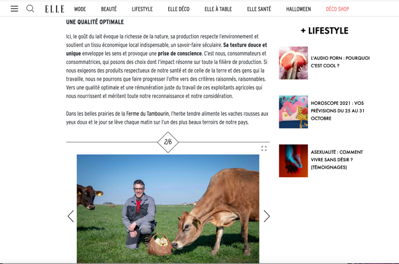 ELLE
MODE
BEAUTÉ
LIFESTYLE
ELLE DÉCO
ELLE À TABLE
ELLE SANTÉ
HALLOWEEN
DÉCO SHOP
UNE QUALITÉ OPTIMALE
Ici, le goût du lait évoque la richesse de la nature, sa production respecte l'environnement et
soutient un tissu économique local indispensable, un savoir-faire séculaire. Sa texture douce et
unique enveloppe les sens et provoque une prise de conscience. C'est nous, consommateurs et
consommatrices, qui posons des choix dont l'impact résonne sur toute la filière de production. Si
nous exigeons des produits respectueux de notre santé et de celle de la terre et des gens qui la
travaille, nous ne pourrons que faire progresser l'offre vers des critères raisonnés, raisonnables.
Vers une qualité optimale et une rémunération juste du travail de ces exploitants agricoles qui
nous nourrissent et méritent toute notre reconnaissance et notre considération.
Dans les belles prairies de la Ferme du Tambourin, l'herbe tendre alimente les vaches rousses aux
yeux doux et le jour se lève chaque matin sur l'un des plus beaux terroirs de notre pays.
2/6
+ LIFESTYLE
L'AUDIO PORN : POURQUOI
C'EST COOL ?
HOROSCOPE 2021 : VOS
PRÉVISIONS DU 25 AU 31
OCTOBRE
ASEXUALITÉ : COMMENT
VIVRE SANS DÉSIR ?
(TÉMOIGNAGES)